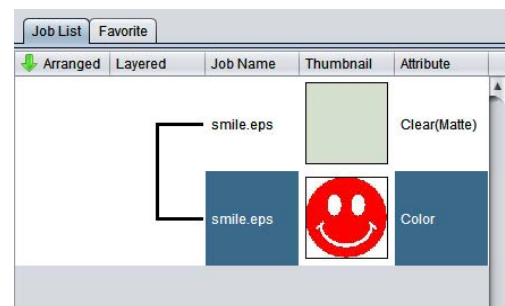 Job List Favorite
Arranged Layered Job Name Thumbnail Attribute
smile.eps Clear(Matte)
smile.eps Color